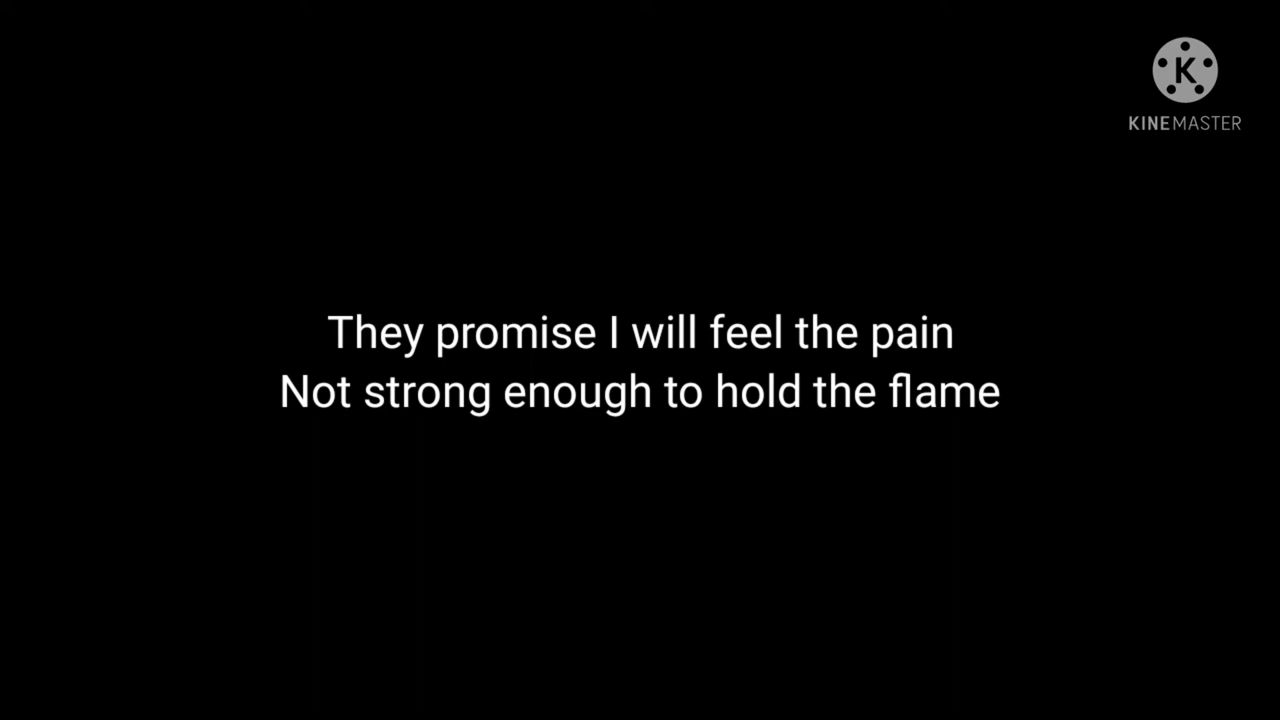 K
KINEMASTER
They promise I will feel the pain
Not strong enough to hold the flame